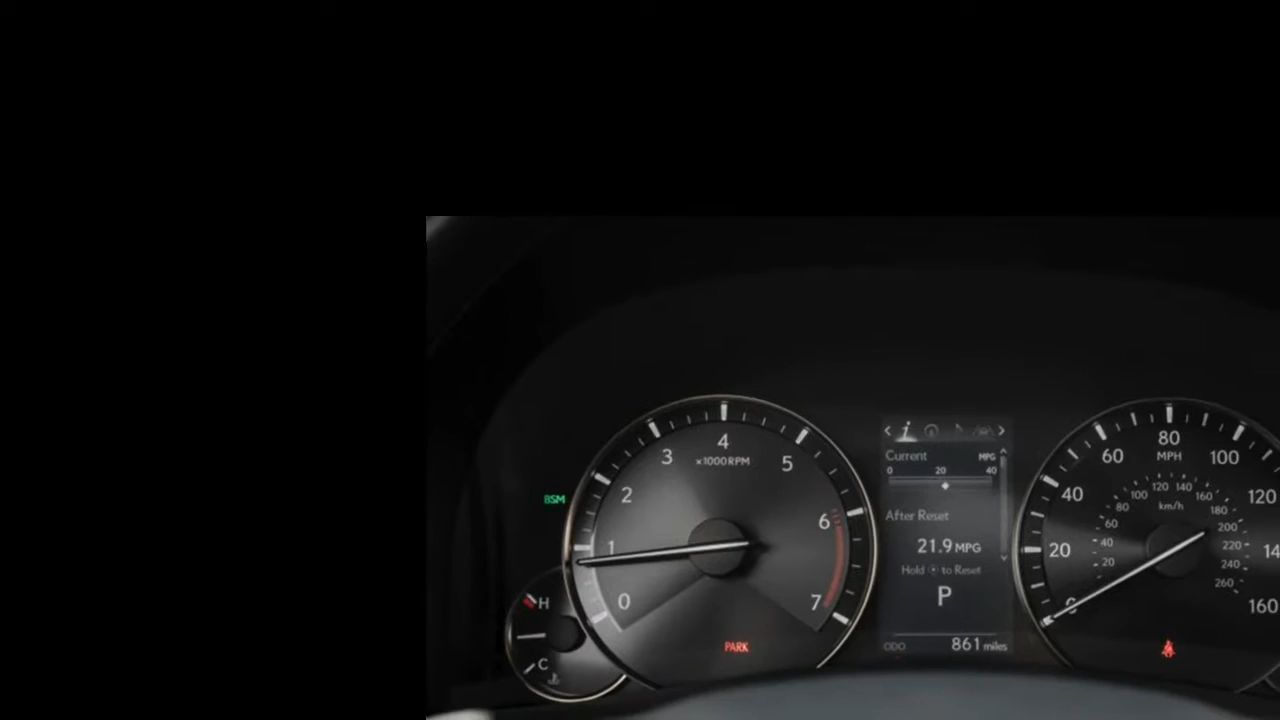 BSM
0
1
2
3
4
5
6
7
x1000RPM
PARK
H
C
i
Current MPG
0 20 40
After Reset
21.9 MPG
Hold to Reset
P
ODO 861 miles
0
20
40
60
80
100
120
14
160
MPH
km/h
20
40
60
80
100
120
140
160
180
200
220
240
260